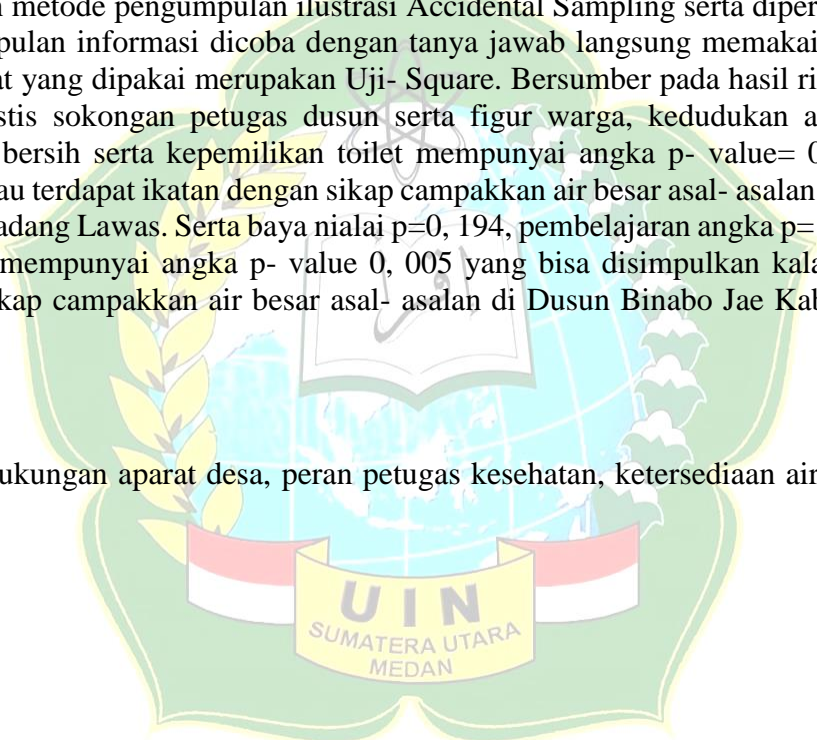 metode pengumpulan ilustrasi Accidental Sampling serta diper
pulan informasi dicoba dengan tanya jawab langsung memakai
at yang dipakai merupakan Uji- Square. Bersumber pada hasil ri
stis sokongan petugas dusun serta figur warga, kedudukan a
bersih serta kepemilikan toilet mempunyai angka p- value= 0
au terdapat ikatan dengan sikap campakkan air besar asal- asalan
adang Lawas. Serta baya nialai p=0, 194, pembelajaran angka p=
mempunyai angka p- value 0, 005 yang bisa disimpulkan kala
kap campakkan air besar asal- asalan di Dusun Binabo Jae Kab
ukungan aparat desa, peran petugas kesehatan, ketersediaan air
UIN
SUMATERA UTARA
MEDAN